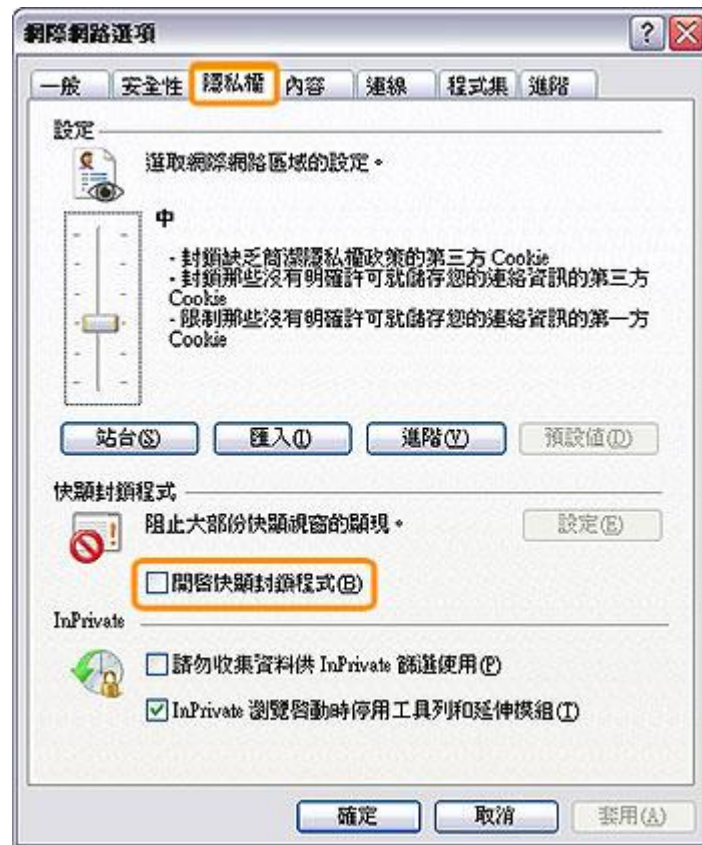 網際網路選項
一般 安全性 隱私權 內容 連線 程式集 進階
設定
選取網際網路區域的設定。
中
- 封鎖缺乏簡潔隱私權政策的第三方 Cookie
- 封鎖那些沒有明確許可就儲存您的連絡資訊的第三方
Cookie
- 限制那些沒有明確許可就儲存您的連絡資訊的第一方
Cookie
站台(S) 匯入(I) 進階(V) 預設值(D)
快顯封鎖程式
阻止大部份快顯視窗的顯現。 設定(E)
開啟快顯封鎖程式(B)
InPrivate
請勿收集資料供 InPrivate 篩選使用(P)
InPrivate 瀏覽啟動時停用工具列和延伸模組(T)
確定 取消 套用(A)